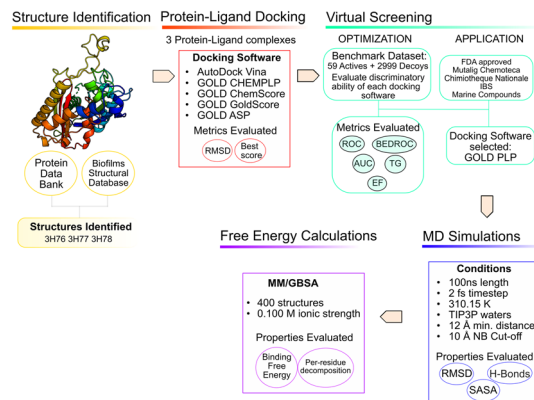 Structure Identification
Protein
Data
Bank
Biofilms
Structural
Database
Structures Identified
3H76 3H77 3H78
Protein-Ligand Docking
3 Protein-Ligand complexes
Docking Software
• AutoDock Vina
• GOLD CHEMPLP
• GOLD ChemScore
• GOLD GoldScore
• GOLD ASP
Metrics Evaluated
RMSD
Best
score
Virtual Screening
OPTIMIZATION
Benchmark Dataset:
59 Actives + 2999 Decoys
Evaluate discriminatory
ability of each docking
software
Metrics Evaluated
ROC
BEDROC
AUC
TG
EF
APPLICATION
FDA approved
Mutalig Chemoteca
Chimiotheque Nationale
IBS
Marine Compounds
Docking Software
selected:
GOLD PLP
MD Simulations
Conditions
• 100ns length
• 2 fs timestep
• 310.15 K
• TIP3P waters
• 12 Å min. distance
• 10 Å NB Cut-off
Properties Evaluated
RMSD
H-Bonds
SASA
Free Energy Calculations
MM/GBSA
• 400 structures
• 0.100 M ionic strength
Properties Evaluated
Binding
Free
Energy
Per-residue
decomposition